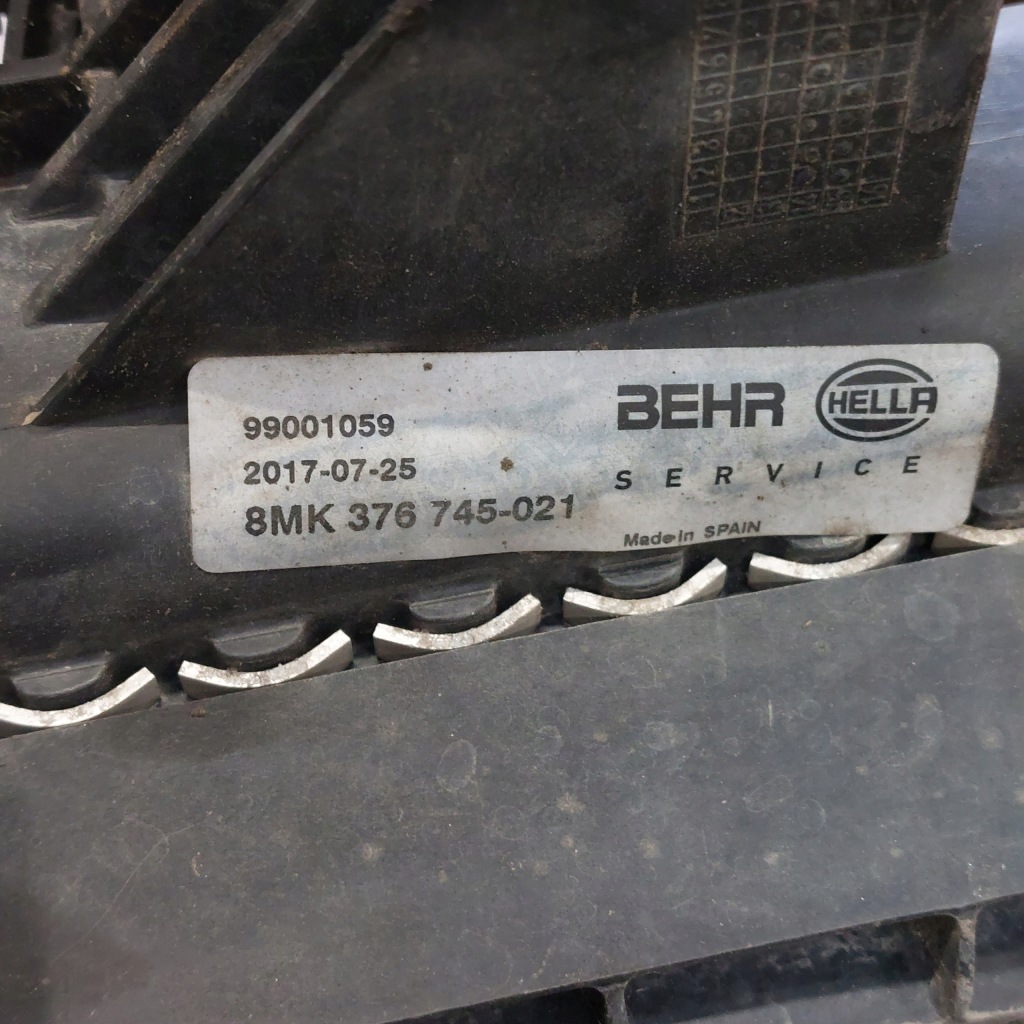 99001059
2017-07-25
8MK 376 745-021
BEHR HELLA
SERVICE
Made in SPAIN